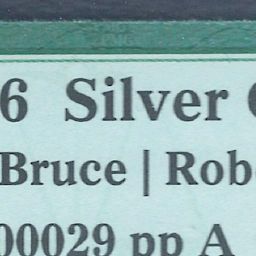 6 Silver
Bruce | Rob
00029 pp A